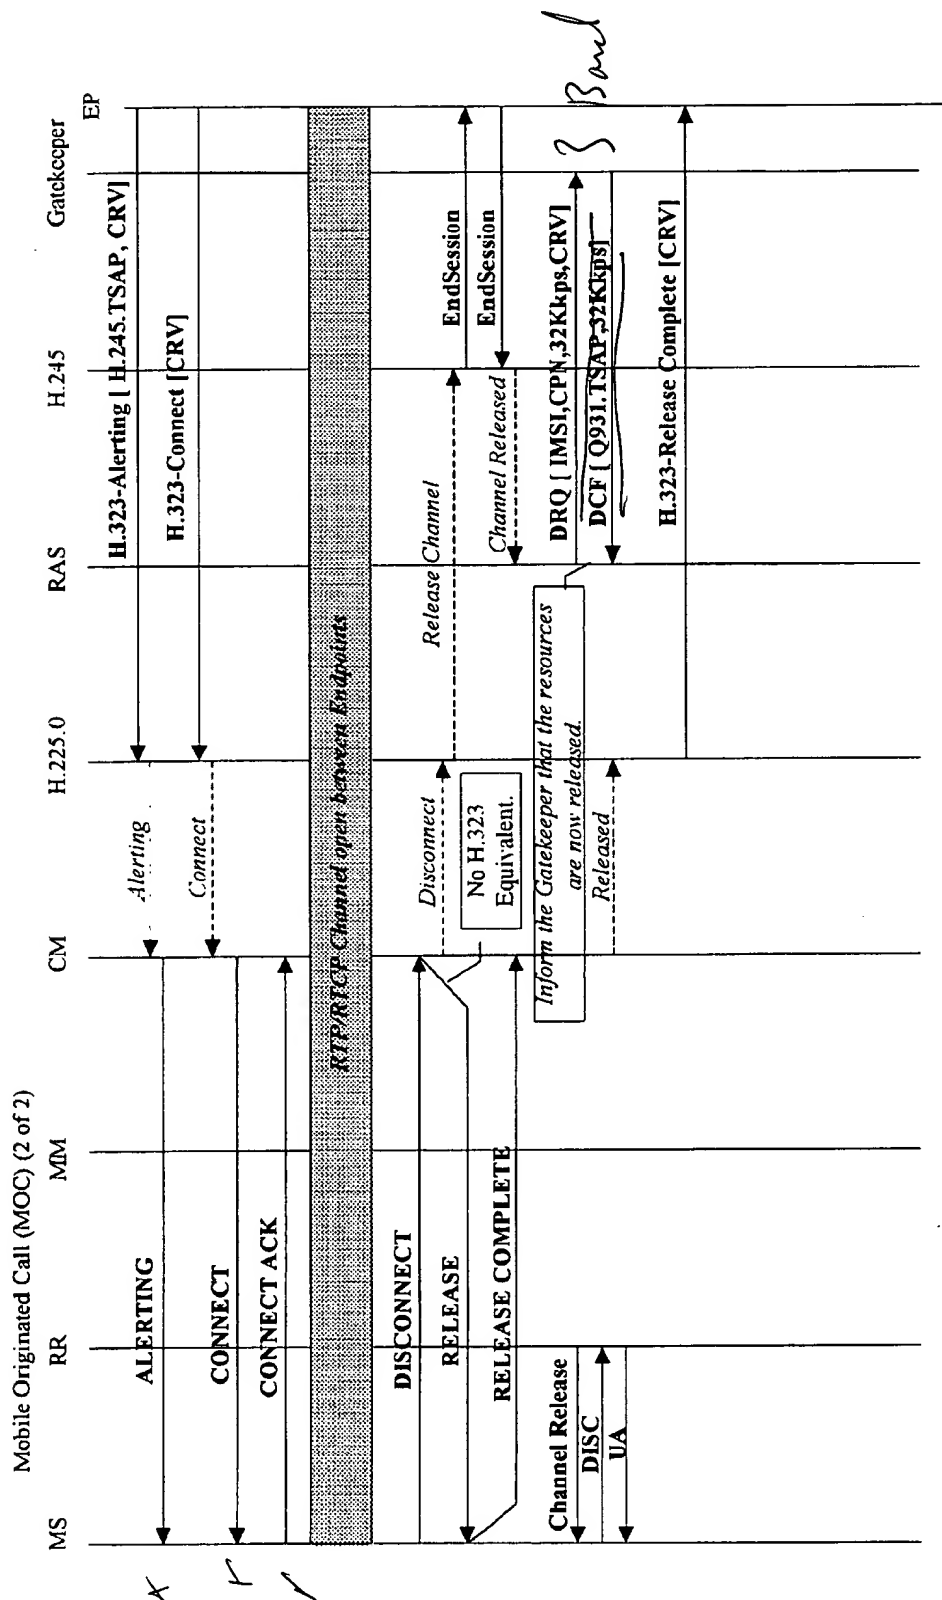 Mobile Originated Call (MOC) (2 of 2)
MS
RR
MM
CM
H.225.0
RAS
H.245
Gatekeeper
EP
H.323-Alerting [ H.245.TSAP, CRV]
Alerting
ALERTING
H.323-Connect [CRV]
Connect
CONNECT
CONNECT ACK
RTP/RTCP Channel open between Endpoints
DISCONNECT
Disconnect
Release Channel
EndSession
EndSession
RELEASE
No H.323
Equivalent.
Channel Released
RELEASE COMPLETE
Inform the Gatekeeper that the resources
are now released.
DRQ [ IMSI,CPN,32Kkps,CRV]
DCF [ Q931.TSAP,32Kkps]
Channel Release
DISC
UA
Released
H.323-Release Complete [CRV]